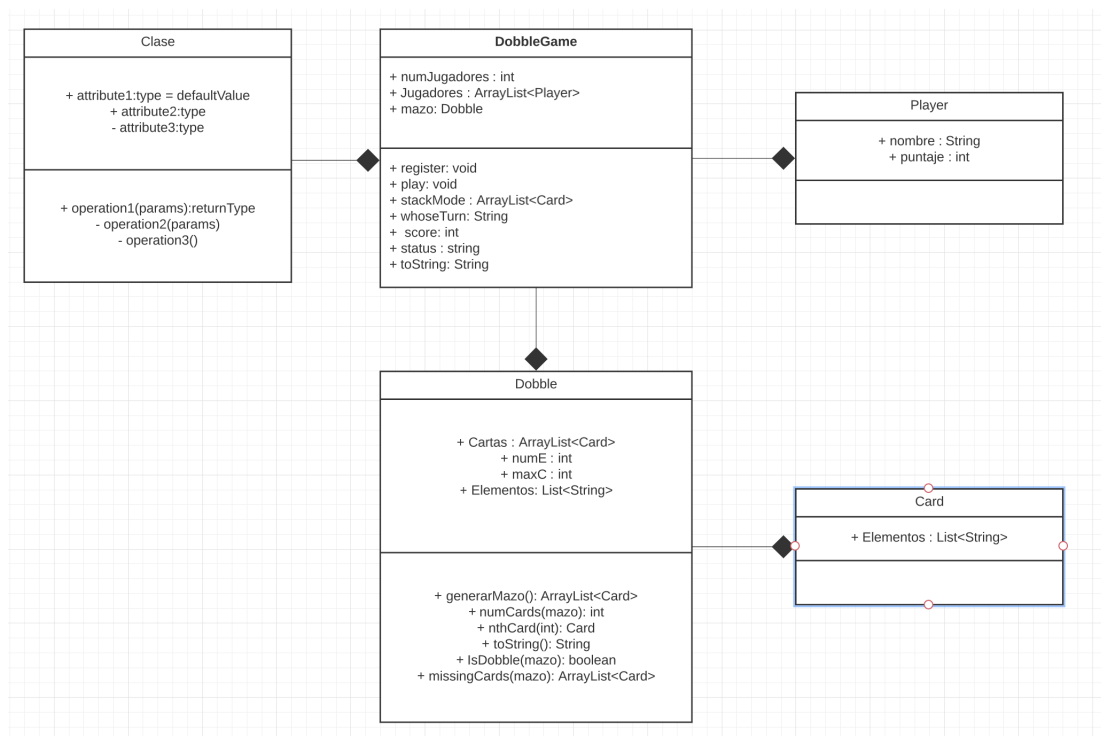 Clase
+ attribute1:type = defaultValue
+ attribute2:type
- attribute3:type
+ operation1(params):returnType
- operation2(params)
- operation3()
DobbleGame
+ numJugadores : int
+ Jugadores : ArrayList<Player>
+ mazo: Dobble
+ register: void
+ play: void
+ stackMode : ArrayList<Card>
+ whoseTurn: String
+  score: int
+ status : string
+ toString: String
Player
+ nombre : String
+ puntaje : int
Dobble
+ Cartas : ArrayList<Card>
+ numE : int
+ maxC : int
+ Elementos: List<String>
+ generarMazo(): ArrayList<Card>
+ numCards(mazo): int
+ nthCard(int): Card
+ toString(): String
+ IsDobble(mazo): boolean
+ missingCards(mazo): ArrayList<Card>
Card
+ Elementos : List<String>